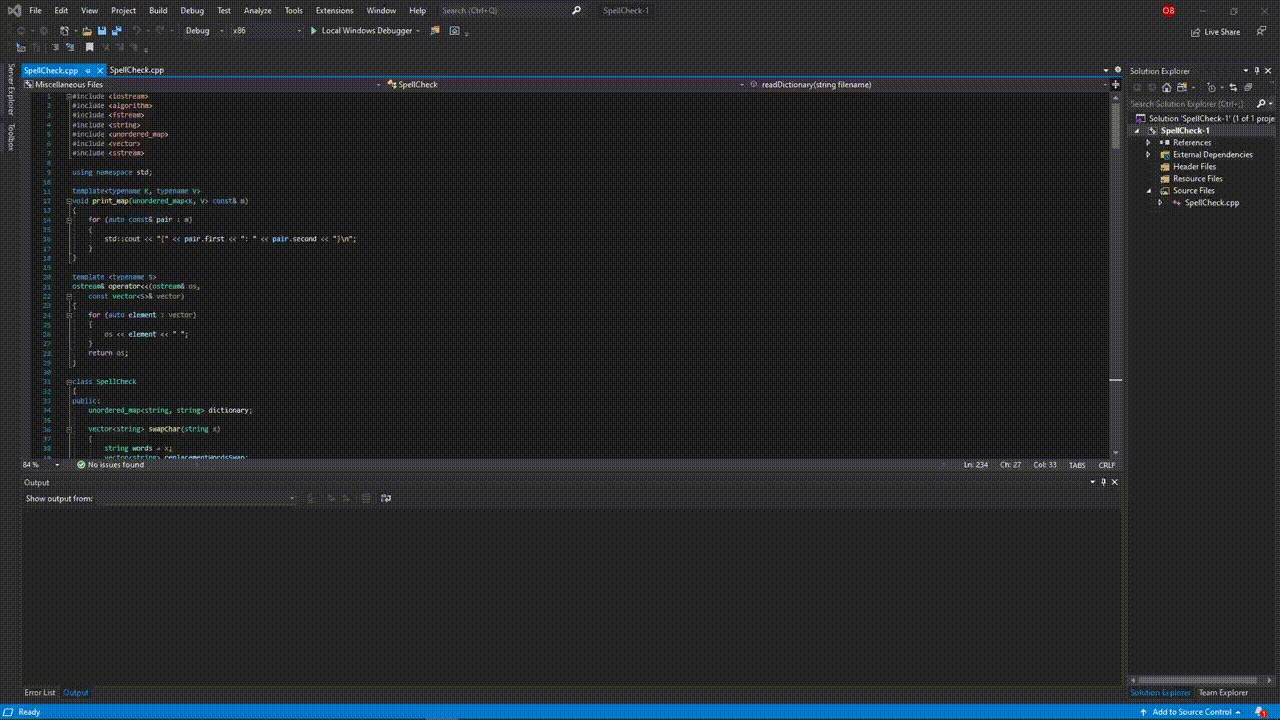 File Edit View Project Build Debug Test Analyze Tools Extensions Window Help Search (Ctrl+Q) SpellCheck-1 OB
Debug x86 Local Windows Debugger Live Share
Server Explorer
Toolbox
SpellCheck.cpp SpellCheck.cpp
Miscellaneous Files SpellCheck readDictionary(string filename)
1 #include <iostream>
2 #include <algorithm>
3 #include <fstream>
4 #include <string>
5 #include <unordered_map>
6 #include <vector>
7 #include <sstream>
8
9 using namespace std;
10
11 template<typename K, typename V>
12 void print_map(unordered_map<K, V> const& m)
13 {
14 for (auto const& pair : m)
15 {
16 std::cout << "{" << pair.first << ": " << pair.second << "}\n";
17 }
18 }
19
20 template <typename S>
21 ostream& operator<<(ostream& os,
22 const vector<S>& vector)
23 {
24 for (auto element : vector)
25 {
26 os << element << " ";
27 }
28 return os;
29 }
30
31 class SpellCheck
32 {
33 public:
34 unordered_map<string, string> dictionary;
35
36 vector<string> swapChar(string x)
37 {
38 string words = x;
39 vector<string> replacementWordsSwap;
84 % No issues found Ln: 234 Ch: 27 Col: 33 TABS CRLF
Output
Show output from:
Error List Output
Solution Explorer
Search Solution Explorer (Ctrl+;)
Solution 'SpellCheck-1' (1 of 1 proje
SpellCheck-1
References
External Dependencies
Header Files
Resource Files
Source Files
SpellCheck.cpp
Solution Explorer Team Explorer
Ready Add to Source Control 1